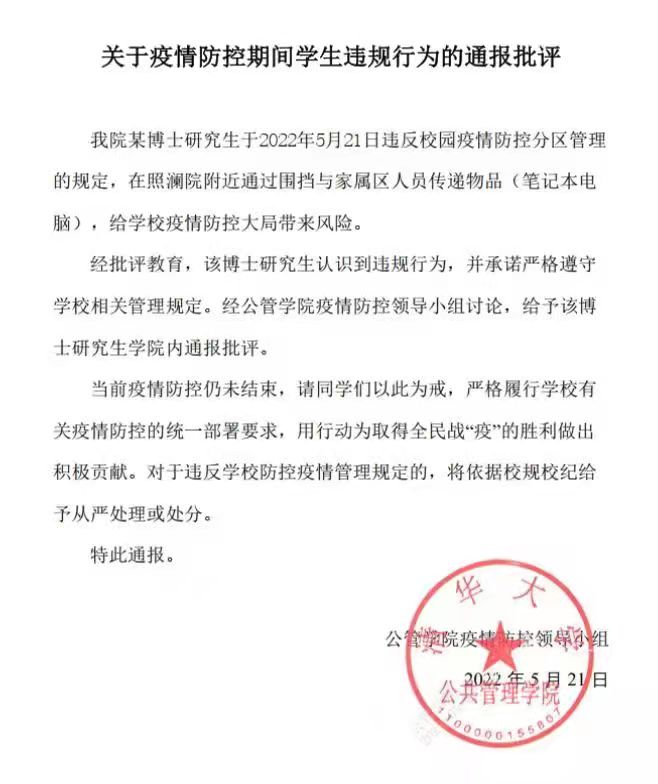 关于疫情防控期间学生违规行为的通报批评
我院某博士研究生于2022年5月21日违反校园疫情防控分区管理
的规定，在照澜院附近通过围挡与家属区人员传递物品（笔记本电
脑），给学校疫情防控大局带来风险。
经批评教育，该博士研究生认识到违规行为，并承诺严格遵守
学校相关管理规定。经公管学院疫情防控领导小组讨论，给予该博
士研究生学院内通报批评。
当前疫情防控仍未结束，请同学们以此为戒，严格履行学校有
关疫情防控的统一部署要求，用行动为取得全民战“疫”的胜利做出
积极贡献。对于违反学校防控疫情管理规定的，将依据校规校纪给
予从严处理或处分。
特此通报。
公管学院疫情防控领导小组
2022 年 5 月 21 日
清华大学
公共管理学院
1100000155807